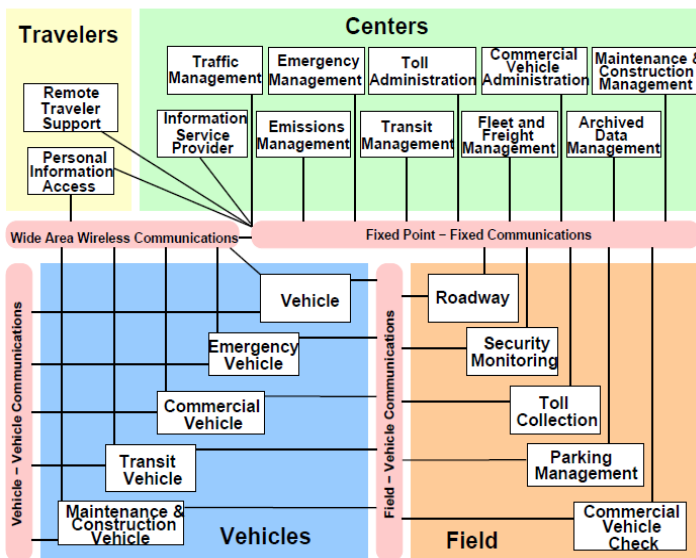 Travelers
Centers
Traffic
Management
Emergency
Management
Toll
Administration
Commercial
Vehicle
Administration
Maintenance &
Construction
Management
Remote
Traveler
Support
Information
Service
Provider
Emissions
Management
Transit
Management
Fleet and
Freight
Management
Archived
Data
Management
Personal
Information
Access
Wide Area Wireless Communications
Fixed Point – Fixed Communications
Vehicle – Vehicle Communications
Vehicle
Emergency
Vehicle
Commercial
Vehicle
Transit
Vehicle
Maintenance &
Construction
Vehicle
Vehicles
Field – Vehicle Communications
Roadway
Security
Monitoring
Toll
Collection
Parking
Management
Commercial
Vehicle
Check
Field